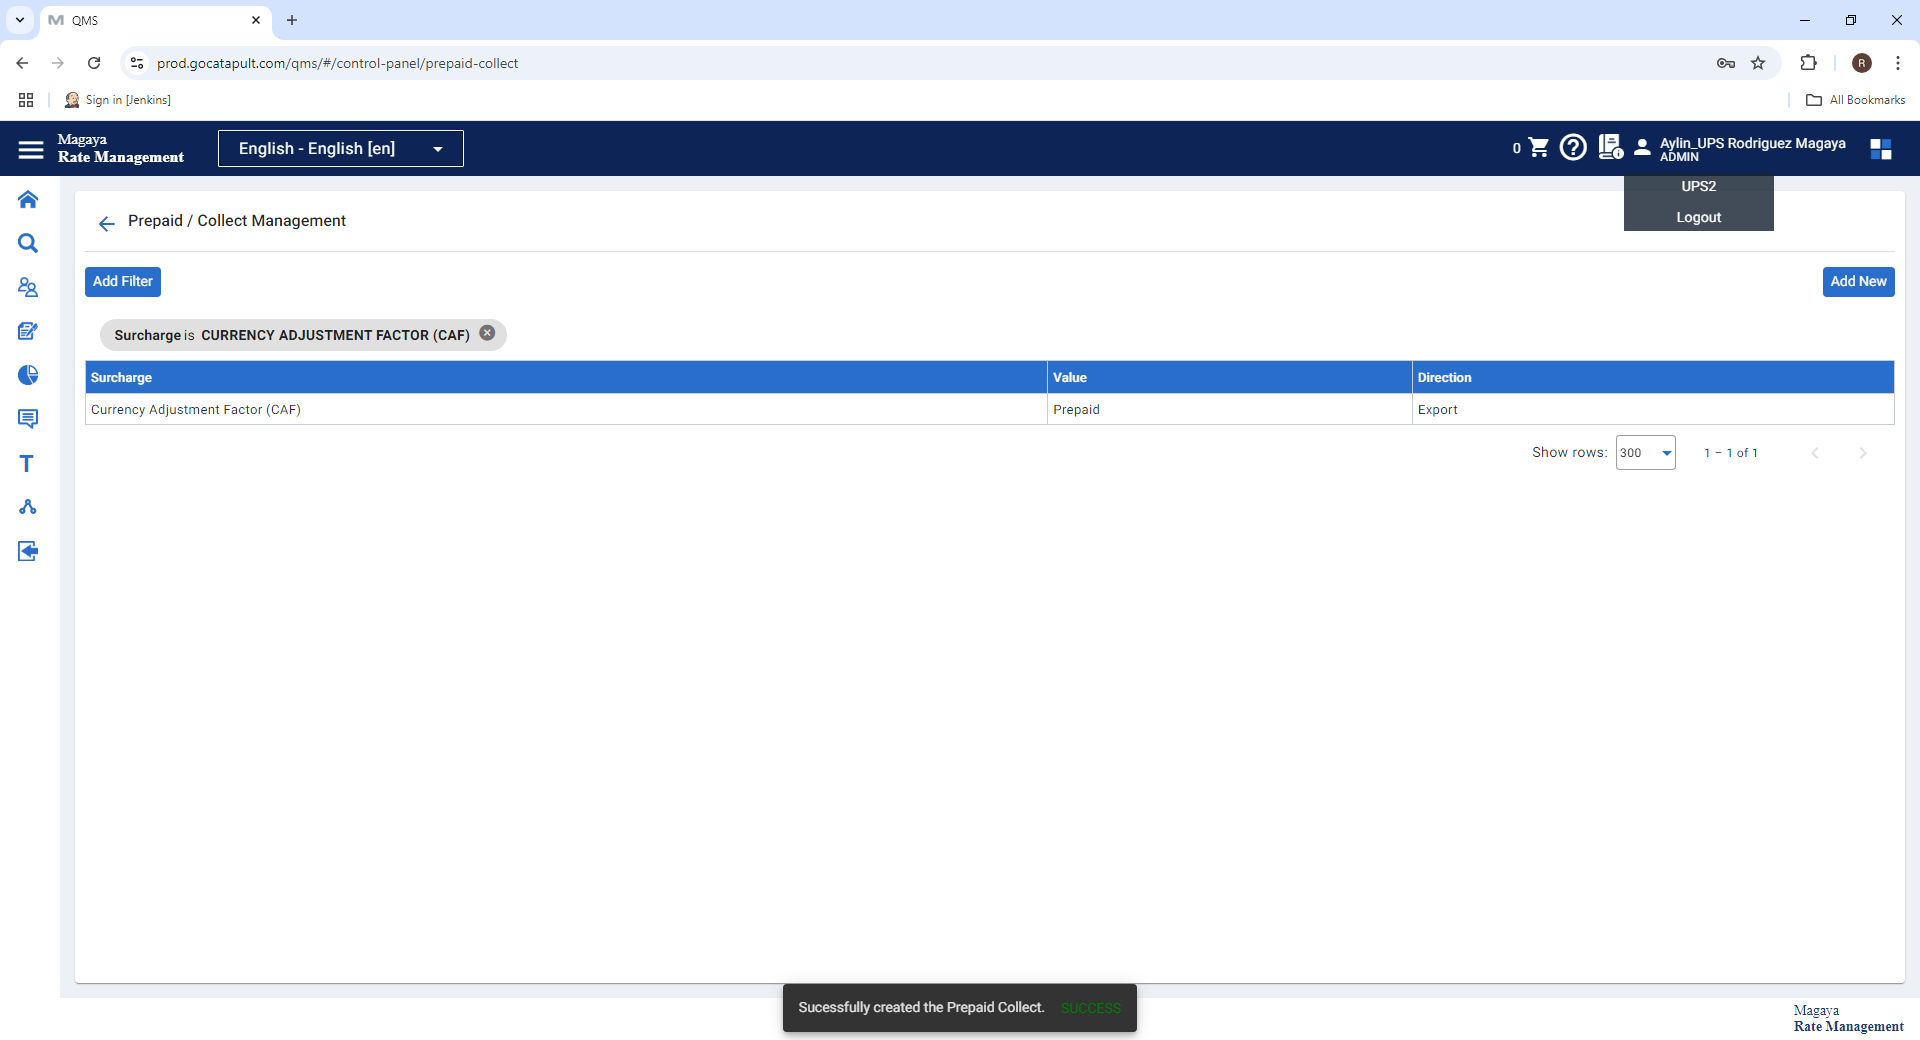 QMS
prod.gocatapult.com/qms/#/control-panel/prepaid-collect
R
Sign in [Jenkins]
All Bookmarks
Magaya
Rate Management
English - English [en]
0
Aylin_UPS Rodriguez Magaya
ADMIN
UPS2
Logout
Prepaid / Collect Management
Add Filter
Add New
Surcharge is CURRENCY ADJUSTMENT FACTOR (CAF)
Surcharge Value Direction
Currency Adjustment Factor (CAF) Prepaid Export
Show rows: 300 1 – 1 of 1
T
Sucessfully created the Prepaid Collect. SUCCESS
Magaya
Rate Management